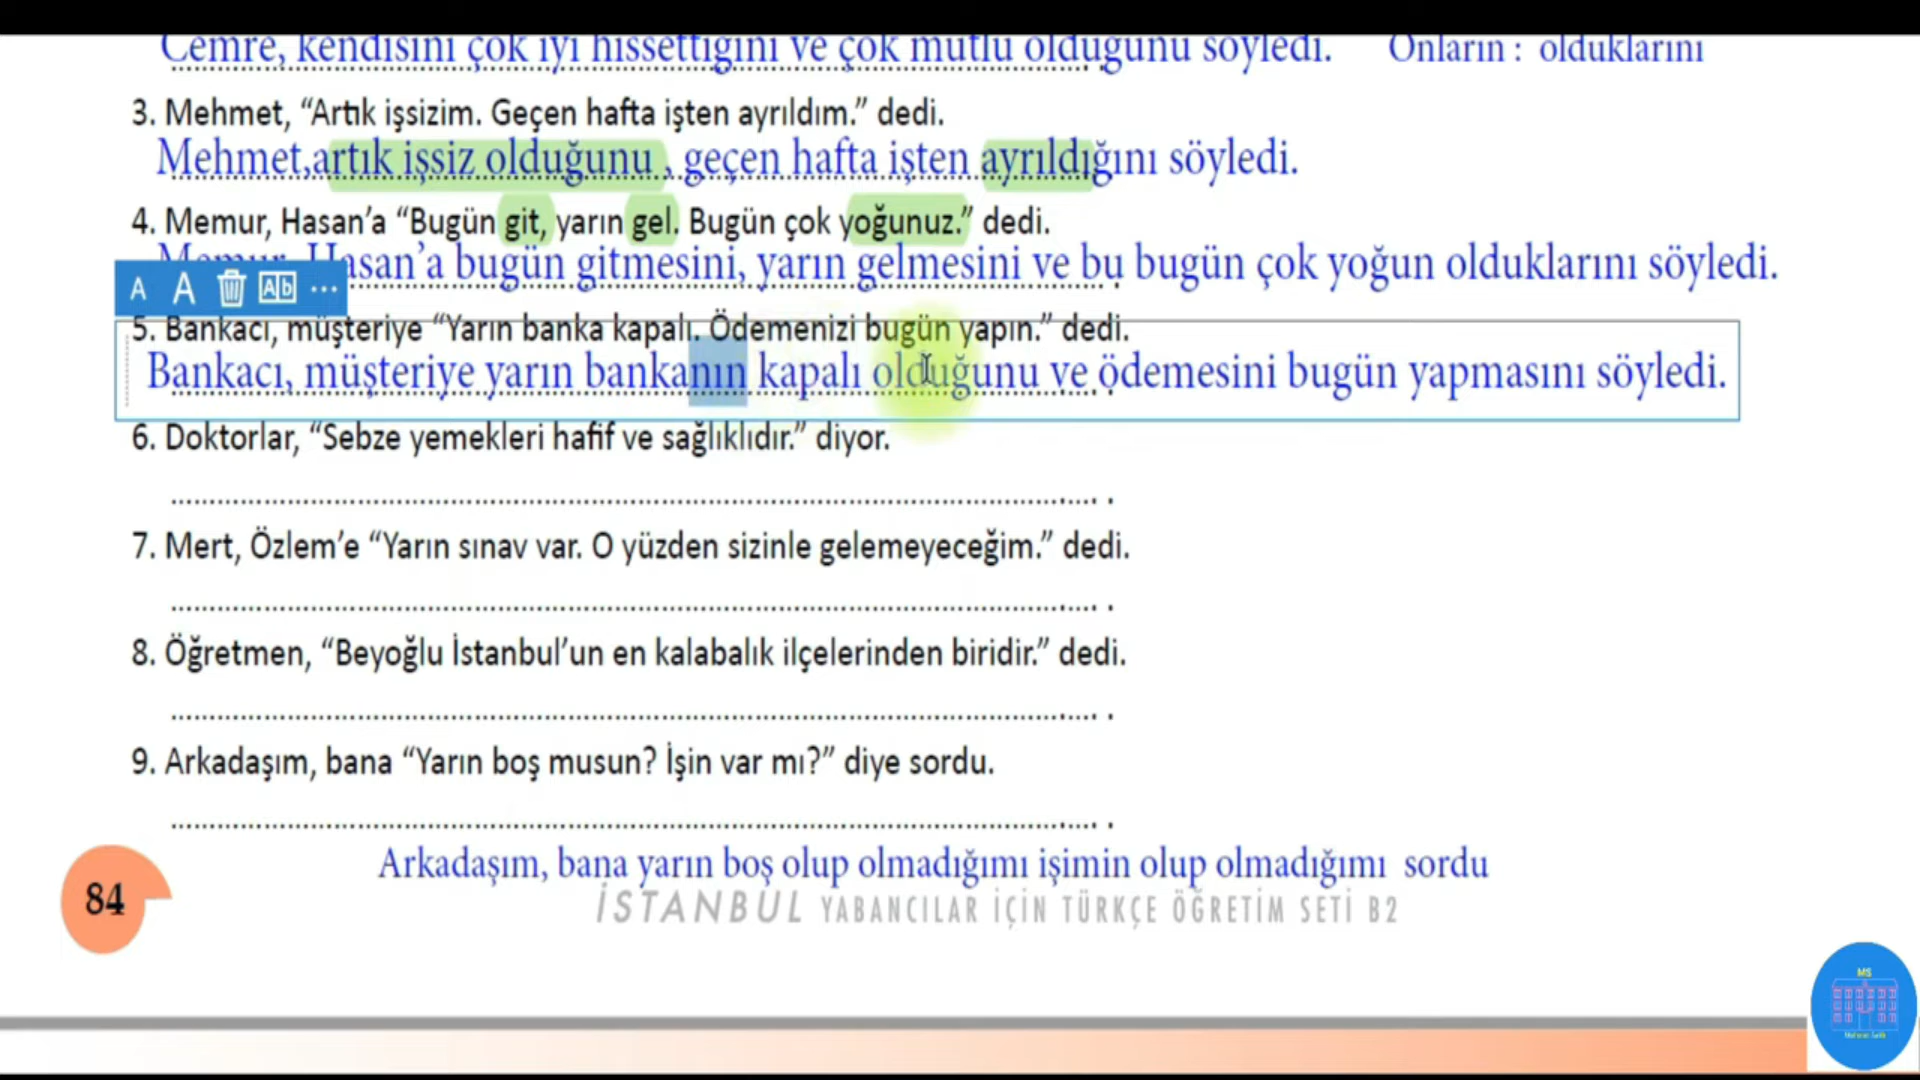 Cemre, kendisini çok iyi hissettiğini ve çok mutlu olduğunu söyledi. Onların : olduklarını
3. Mehmet, “Artık işsizim. Geçen hafta işten ayrıldım.” dedi.
Mehmet,artık işsiz olduğunu , geçen hafta işten ayrıldığını söyledi.
4. Memur, Hasan’a “Bugün git, yarın gel. Bugün çok yoğunuz.” dedi.
Memur, Hasan’a bugün gitmesini, yarın gelmesini ve bu bugün çok yoğun olduklarını söyledi.
A A Ab ...
5. Bankacı, müşteriye “Yarın banka kapalı. Ödemenizi bugün yapın.” dedi.
Bankacı, müşteriye yarın bankanın kapalı olduğunu ve ödemesini bugün yapmasını söyledi.
6. Doktorlar, “Sebze yemekleri hafif ve sağlıklıdır.” diyor.
7. Mert, Özlem’e “Yarın sınav var. O yüzden sizinle gelemeyeceğim.” dedi.
8. Öğretmen, “Beyoğlu İstanbul’un en kalabalık ilçelerinden biridir.” dedi.
9. Arkadaşım, bana “Yarın boş musun? İşin var mı?” diye sordu.
Arkadaşım, bana yarın boş olup olmadığımı işimin olup olmadığımı sordu
84
İSTANBUL YABANCILAR İÇİN TÜRKÇE ÖĞRETİM SETİ B2
MS